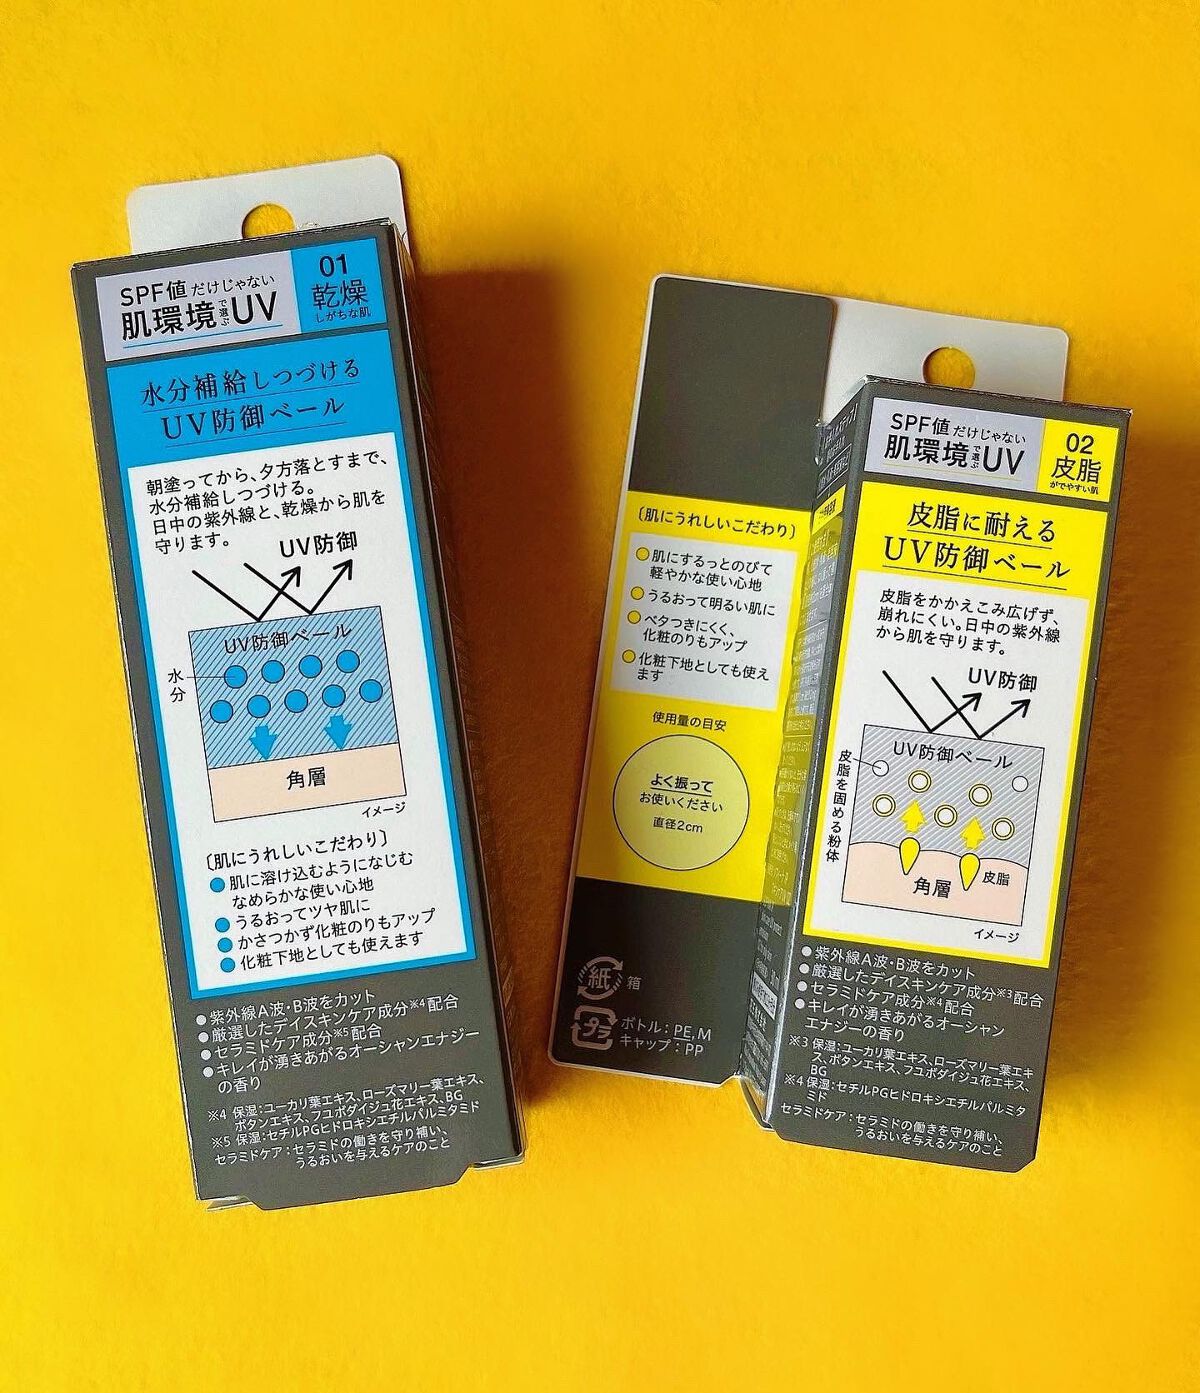 SPF値だけじゃない
肌環境で選ぶUV
01
乾燥
しがちな肌
水分補給しつづける
UV防御ベール
朝塗ってから、夕方落とすまで、
水分補給しつづける。
日中の紫外線と、乾燥から肌を
守ります。
UV防御
UV防御ベール
水分
角層
イメージ
〔肌にうれしいこだわり〕
肌に溶け込むようになじむ
なめらかな使い心地
うるおってツヤ肌に
かさつかず化粧のりもアップ
化粧下地としても使えます
●紫外線A波・B波をカット
●厳選したデイスキンケア成分※4配合
●セラミドケア成分※5配合
●キレイが湧きあがるオーシャンエナジー
の香り
※4 保湿：ユーカリ葉エキス、ローズマリー葉エキス、
ボタンエキス、フユボダイジュ花エキス、BG
※5 保湿：セチルPGヒドロキシエチルパルミタミド
セラミドケア：セラミドの働きを守り補い、
うるおいを与えるケアのこと
〔肌にうれしいこだわり〕
肌にするっとのびて
軽やかな使い心地
うるおって明るい肌に
ベタつきにくく、
化粧のりもアップ
化粧下地としても使え
ます
使用量の目安
よく振って
お使いください
直径2cm
紙
箱
プラ
ボトル：PE,M
キャップ：PP
SPF値だけじゃない
肌環境で選ぶUV
02
皮脂
がでやすい肌
皮脂に耐える
UV防御ベール
皮脂をかかえこみ広げず、
崩れにくい。日中の紫外線
から肌を守ります。
UV防御
UV防御ベール
皮脂を固める粉体
角層
皮脂
イメージ
●紫外線A波・B波をカット
●厳選したデイスキンケア成分※3配合
●セラミドケア成分※4配合
●キレイが湧きあがるオーシャン
エナジーの香り
※3 保湿：ユーカリ葉エキス、ローズマリー葉エキ
ス、ボタンエキス、フユボダイジュ花エキス、
BG
※4 保湿：セチルPGヒドロキシエチルパルミタ
ミド
セラミドケア：セラミドの働きを守り補い、
うるおいを与えるケアのこと